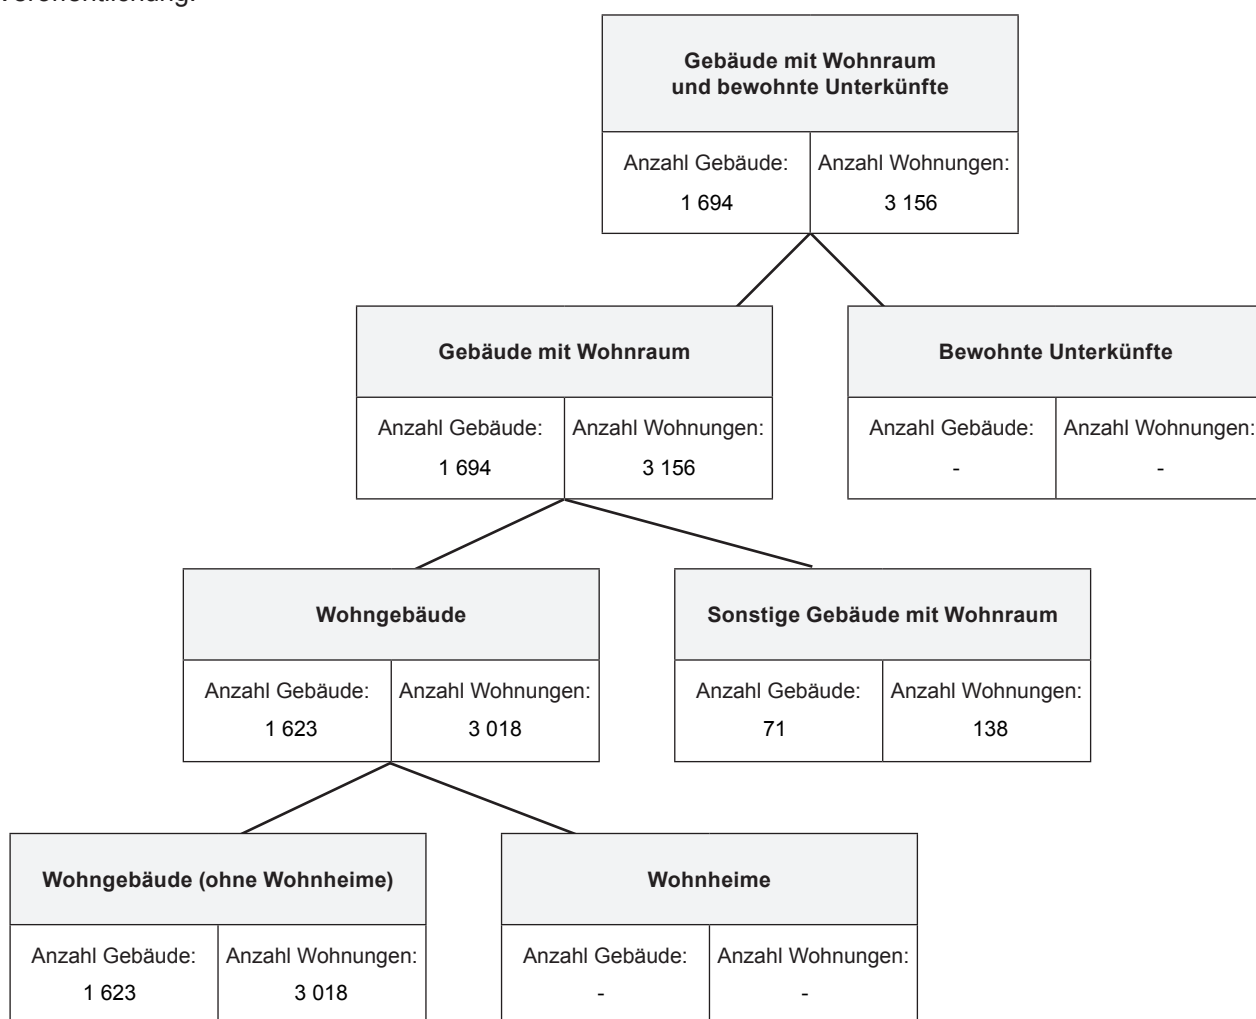 Veröffentlichung.
Gebäude mit Wohnraum
und bewohnte Unterkünfte
Anzahl Gebäude: Anzahl Wohnungen:
1 694 3 156
Gebäude mit Wohnraum Bewohnte Unterkünfte
Anzahl Gebäude: Anzahl Wohnungen: Anzahl Gebäude: Anzahl Wohnungen:
1 694 3 156 - -
Wohngebäude Sonstige Gebäude mit Wohnraum
Anzahl Gebäude: Anzahl Wohnungen: Anzahl Gebäude: Anzahl Wohnungen:
1 623 3 018 71 138
Wohngebäude (ohne Wohnheime) Wohnheime
Anzahl Gebäude: Anzahl Wohnungen: Anzahl Gebäude: Anzahl Wohnungen:
1 623 3 018 - -